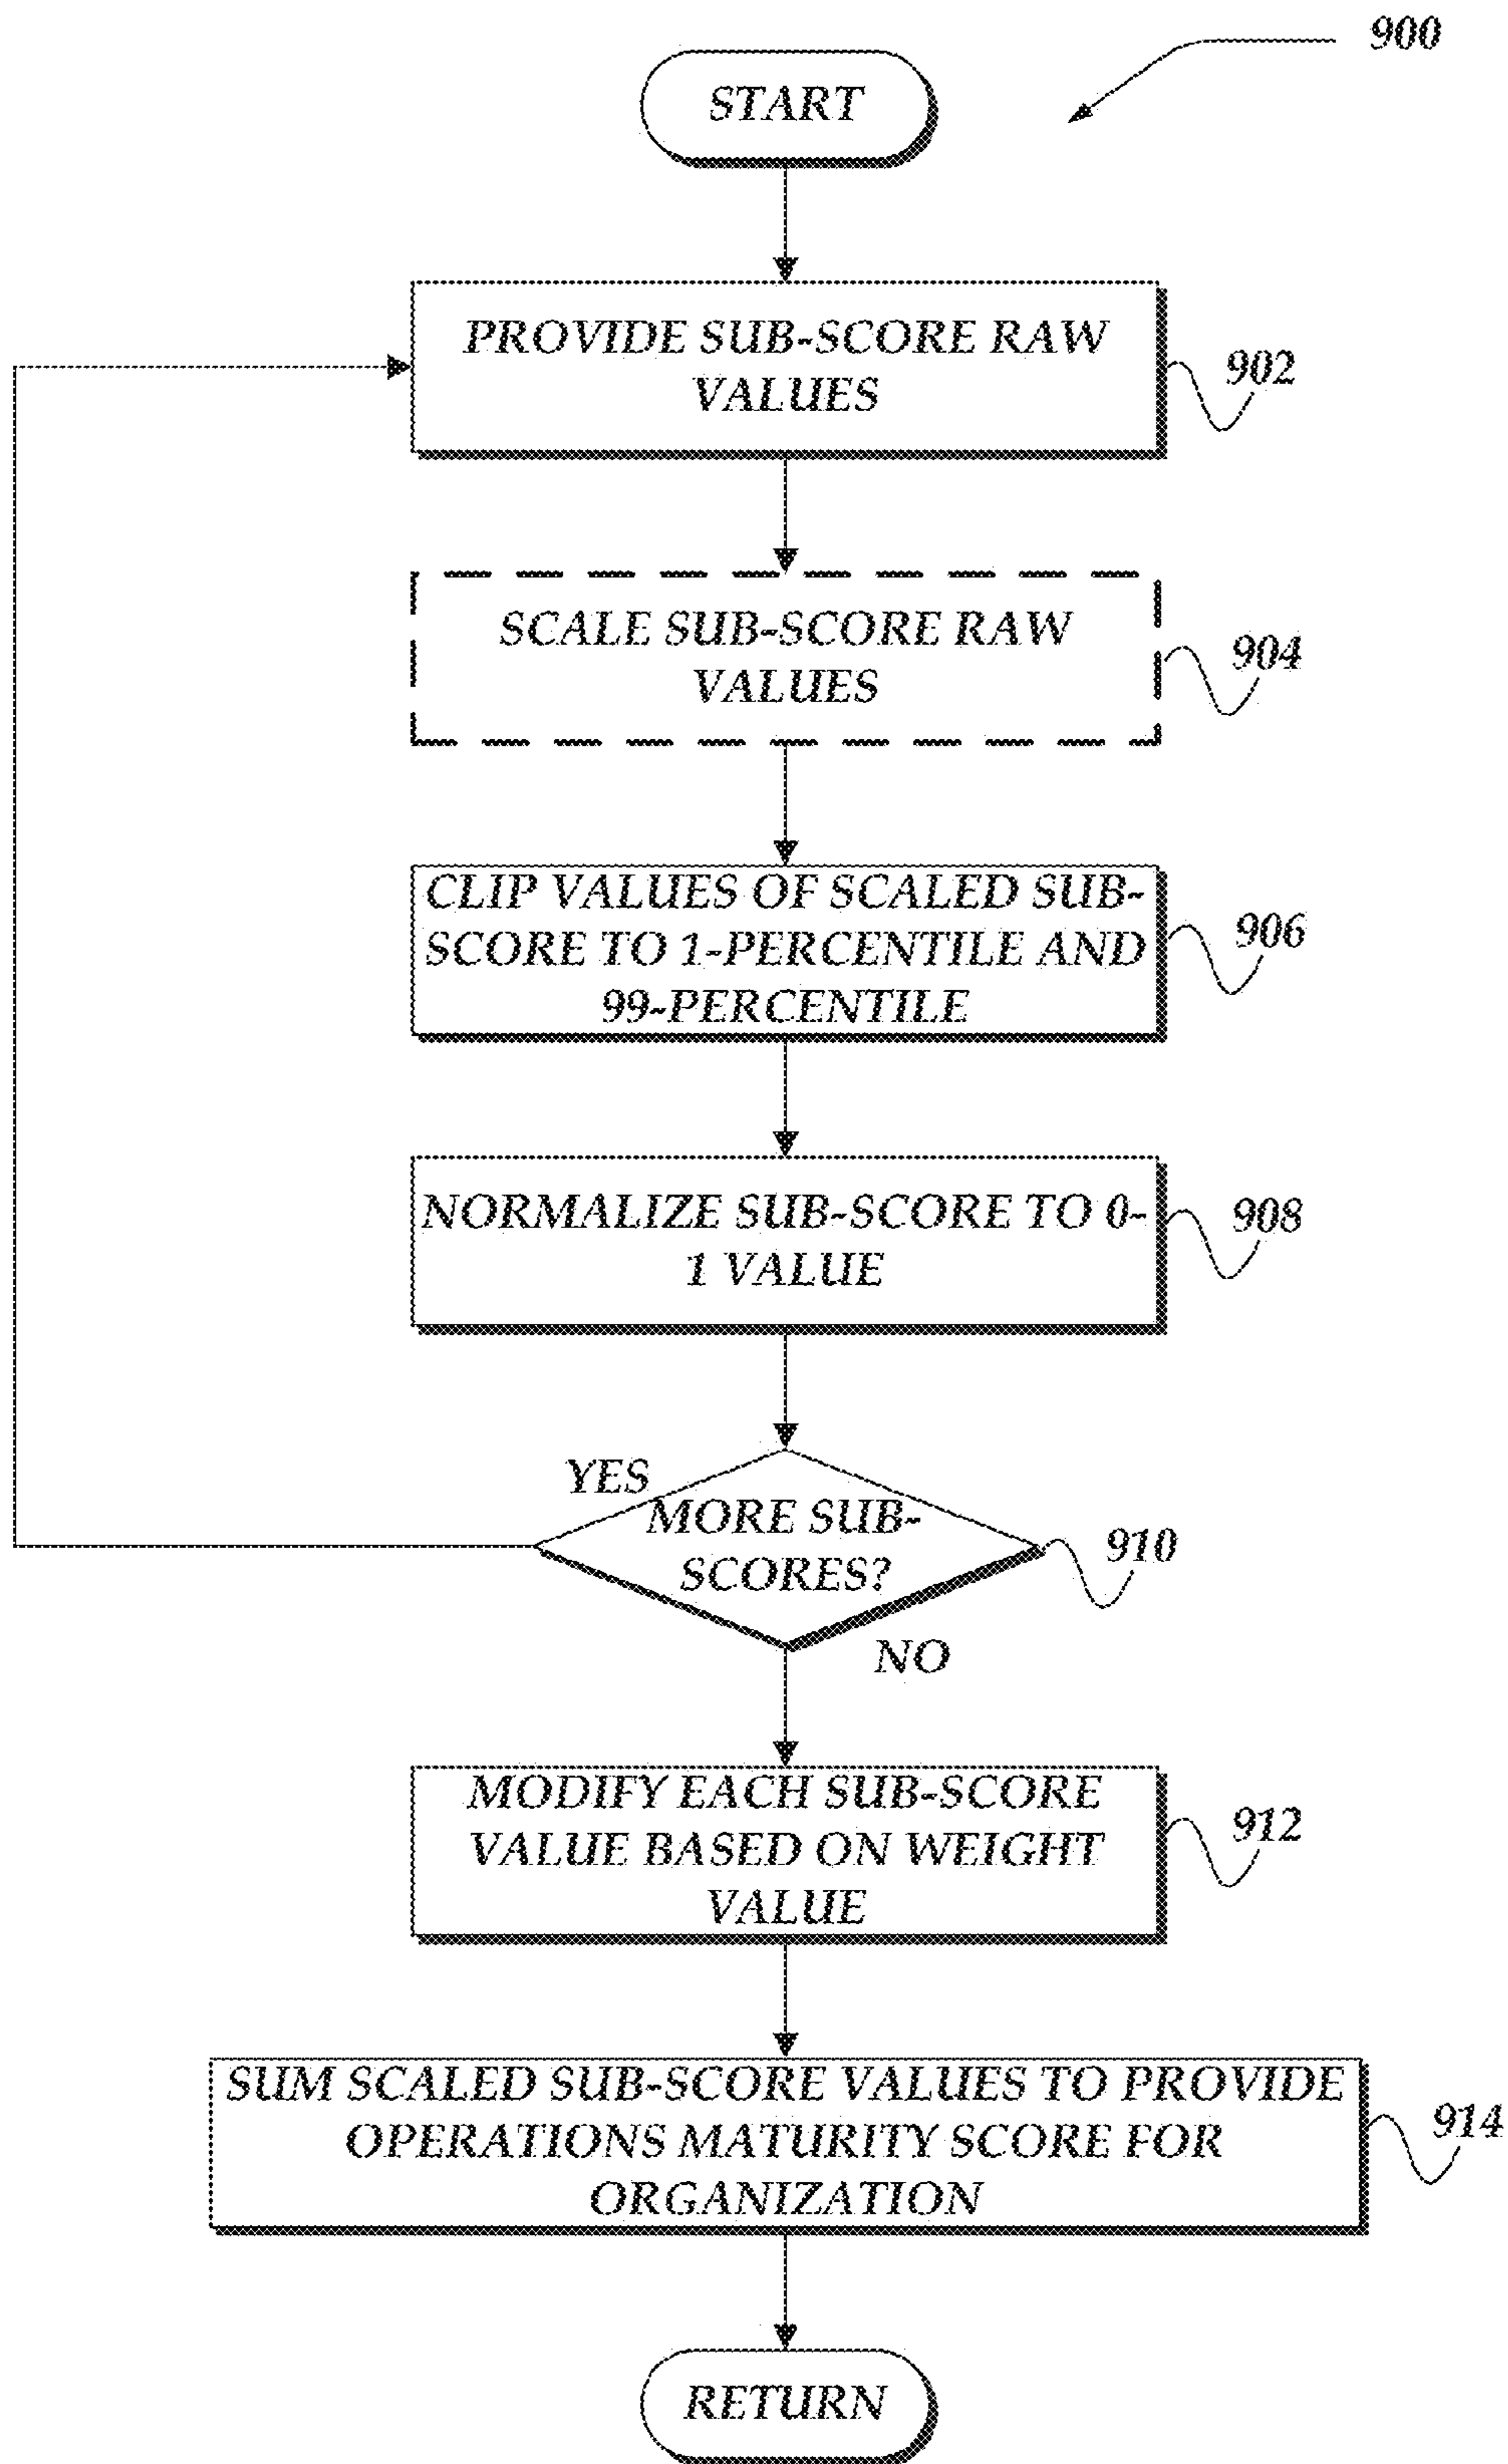 900
START
PROVIDE SUB-SCORE RAW
VALUES
902
SCALE SUB-SCORE RAW
VALUES
904
CLIP VALUES OF SCALED SUB-
SCORE TO 1-PERCENTILE AND
99-PERCENTILE
906
NORMALIZE SUB-SCORE TO 0-
1 VALUE
908
YES
MORE SUB-
SCORES?
910
NO
MODIFY EACH SUB-SCORE
VALUE BASED ON WEIGHT
VALUE
912
SUM SCALED SUB-SCORE VALUES TO PROVIDE
OPERATIONS MATURITY SCORE FOR
ORGANIZATION
914
RETURN